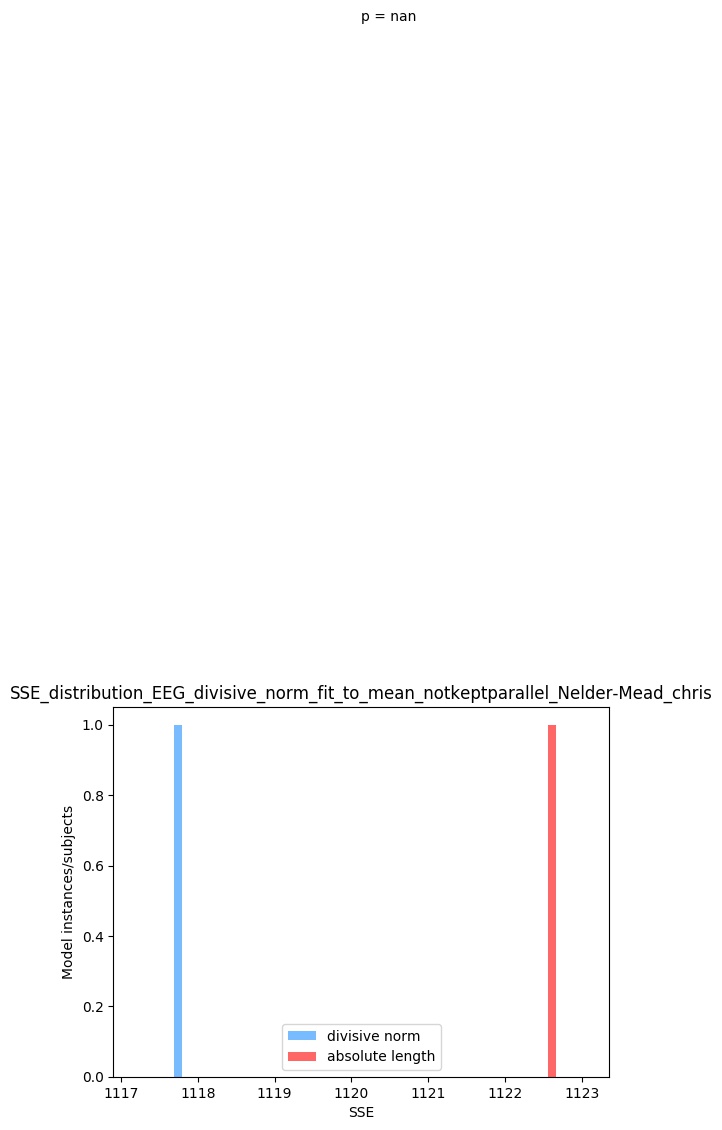 p = nan
SSE_distribution_EEG_divisive_norm_fit_to_mean_notkeptparallel_Nelder-Mead_chris
1.0
0.8
0.6
0.4
0.2
0.0
Model instances/subjects
divisive norm
absolute length
1117 1118 1119 1120 1121 1122 1123
SSE